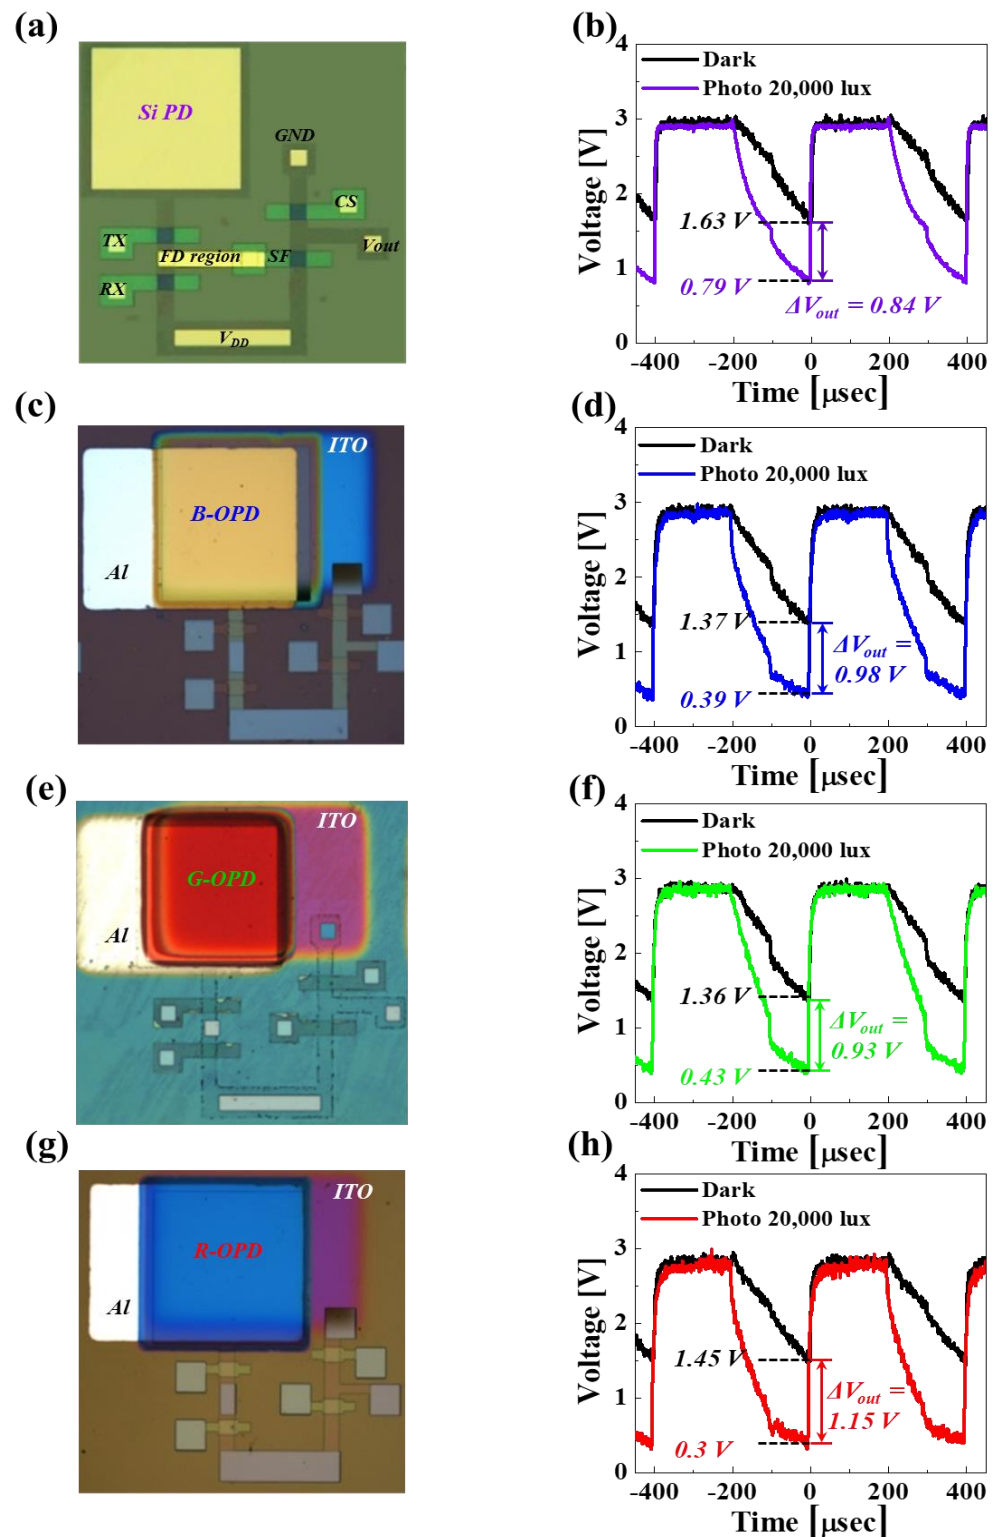 (a)
Si PD
GND
CS
TX
FD region
SF
Vout
RX
V_DD
(b)
4
3
2
1
0
Voltage [V]
Dark
Photo 20,000 lux
1.63 V
0.79 V
ΔV_out = 0.84 V
-400 -200 0 200 400
Time [μsec]
(c)
ITO
B-OPD
Al
(d)
4
3
2
1
0
Voltage [V]
Dark
Photo 20,000 lux
1.37 V
ΔV_out =
0.98 V
0.39 V
-400 -200 0 200 400
Time [μsec]
(e)
ITO
G-OPD
Al
(f)
4
3
2
1
0
Voltage [V]
Dark
Photo 20,000 lux
1.36 V
ΔV_out =
0.93 V
0.43 V
-400 -200 0 200 400
Time [μsec]
(g)
ITO
R-OPD
Al
(h)
4
3
2
1
0
Voltage [V]
Dark
Photo 20,000 lux
1.45 V
ΔV_out =
1.15 V
0.3 V
-400 -200 0 200 400
Time [μsec]